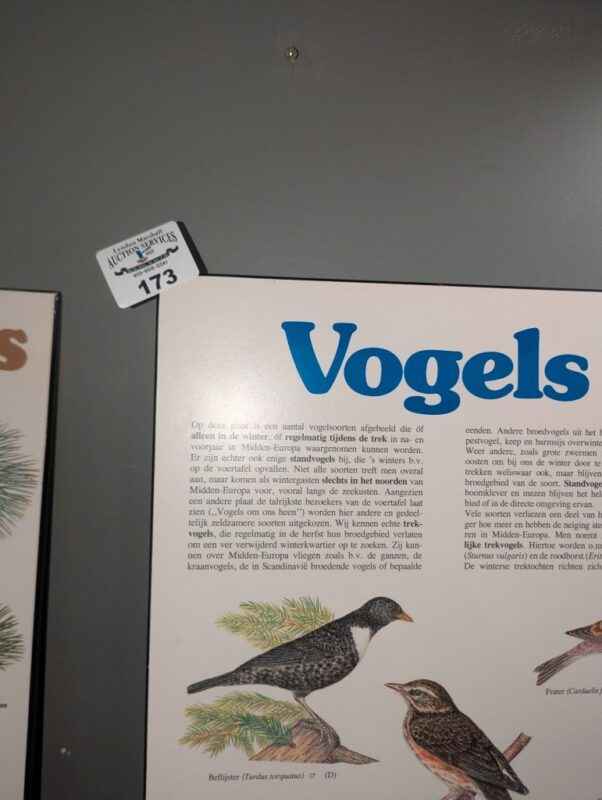 Lyndon Marshall
AUCTION SERVICES
173
s
Vogels
Op deze plaat is een aantal vogelsoorten afgebeeld die óf
alleen in de winter, óf regelmatig tijdens de trek in na- en
voorjaar in Midden-Europa waargenomen kunnen worden.
Er zijn echter ook enige standvogels bij, die 's winters b.v.
op de voertafel opvallen. Niet alle soorten treft men overal
aan, maar komen als wintergasten slechts in het noorden van
Midden-Europa voor, vooral langs de zeekusten. Aangezien
een andere plaat de talrijkste bezoekers van de voertafel laat
zien (,,Vogels om ons heen") worden hier andere en gedeel-
telijk zeldzamere soorten uitgekozen. Wij kennen echte trek-
vogels, die regelmatig in de herfst hun broedgebied verlaten
om een ver verwijderd winterkwartier op te zoeken. Zij kun-
nen over Midden-Europa vliegen zoals b.v. de ganzen, de
kraanvogels, de in Scandinavië broedende vogels of bepaalde
eenden. Andere broedvogels uit het
pestvogel, keep en barmsijs overwinte
Weer andere, zoals grote zwermen
oosten om bij ons de winter door te
trekken weliswaar ook, maar blijven
broedgebied van de soort. Standvoge
boomklever en mezen blijven het hel
bied of in de directe omgeving ervan.
Vele soorten verliezen een deel van h
ger hoe meer en hebben de neiging ste
ren in Midden-Europa. Men noemt
lijke trekvogels. Hiertoe worden o.m.
(Sturnus vulgaris) en de roodborst (Erit
De winterse trektochten richten zich
Beflijster (Turdus torquatus) ♂ (D)
Frater (Carduelis f